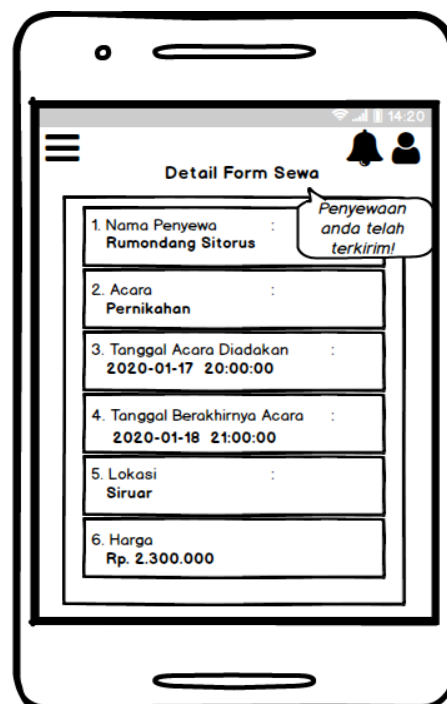 14:20
Detail Form Sewa
Penyewaan
anda telah
terkirim!
1. Nama Penyewa :
Rumondang Sitorus
2. Acara :
Pernikahan
3. Tanggal Acara Diadakan :
2020-01-17 20:00:00
4. Tanggal Berakhirnya Acara :
2020-01-18 21:00:00
5. Lokasi :
Siruar
6. Harga
Rp. 2.300.000